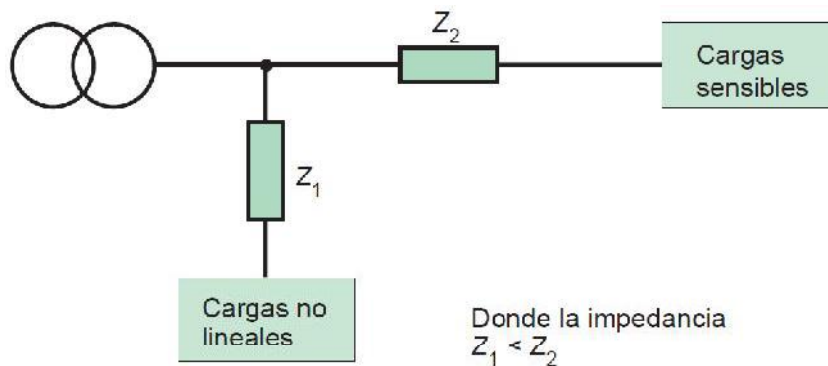 Z₂
Cargas
sensibles
Z₁
Cargas no
lineales
Donde la impedancia
Z₁ < Z₂